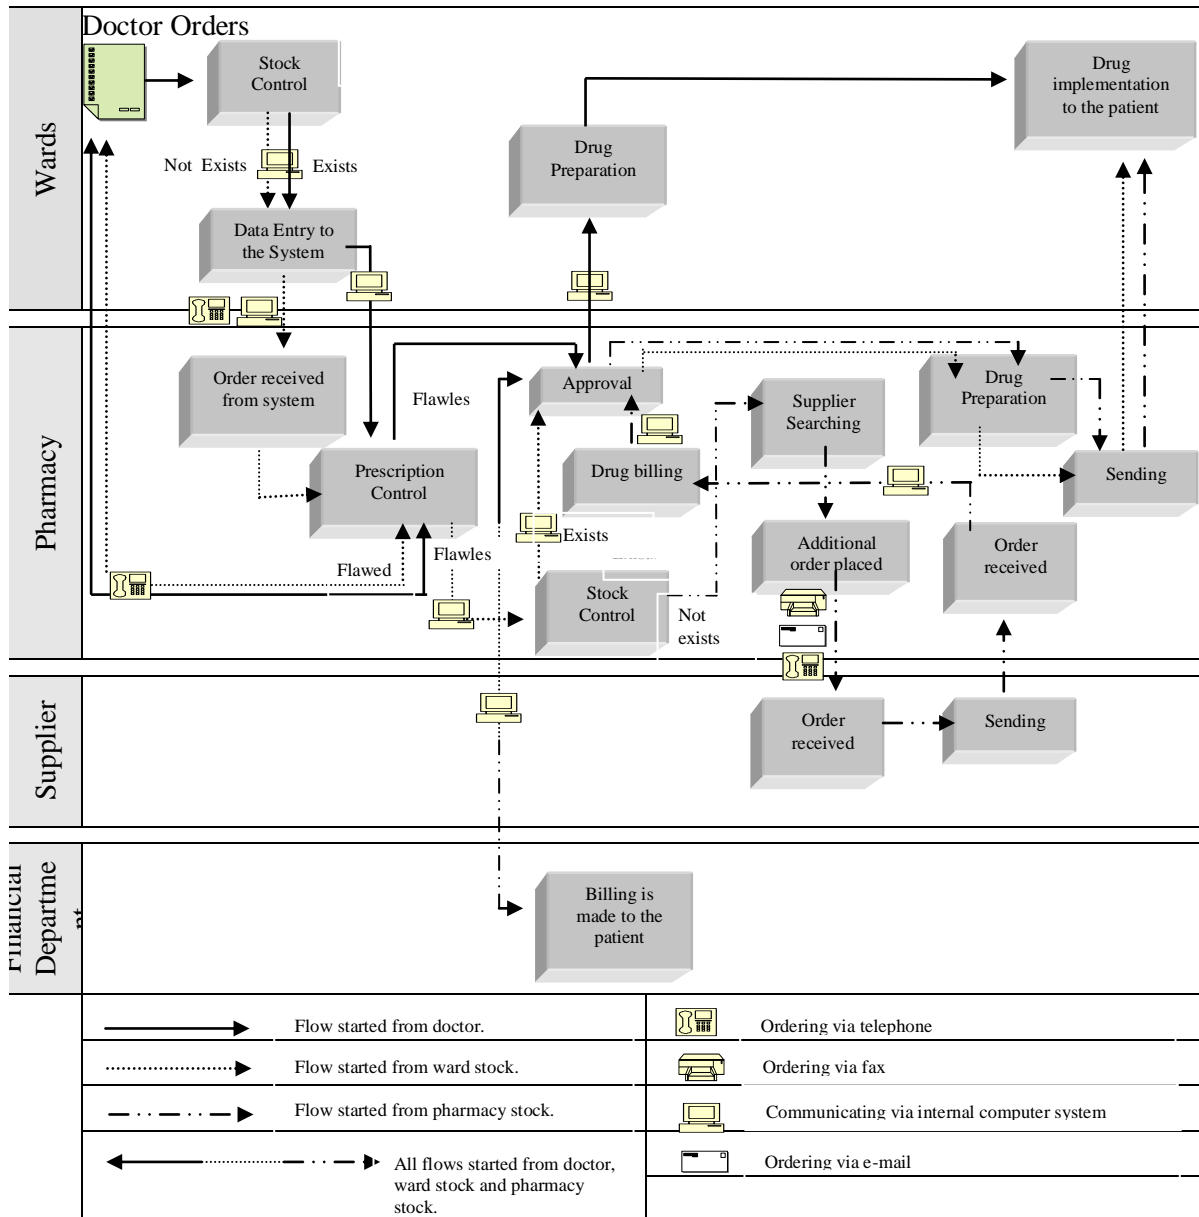 Doctor Orders
Wards
Stock
Control
Drug
implementation
to the patient
Drug
Preparation
Not Exists
Exists
Data Entry to
the System
Pharmacy
Order received
from system
Flawles
Approval
Supplier
Searching
Drug
Preparation
Prescription
Control
Drug billing
Sending
Exists
Flawles
Flawed
Additional
order placed
Order
received
Stock
Control
Not
exists
Supplier
Order
received
Sending
Financial
Departme
nt
Billing is
made to the
patient
Flow started from doctor.
Ordering via telephone
Flow started from ward stock.
Ordering via fax
Flow started from pharmacy stock.
Communicating via internal computer system
All flows started from doctor,
ward stock and pharmacy
stock.
Ordering via e-mail